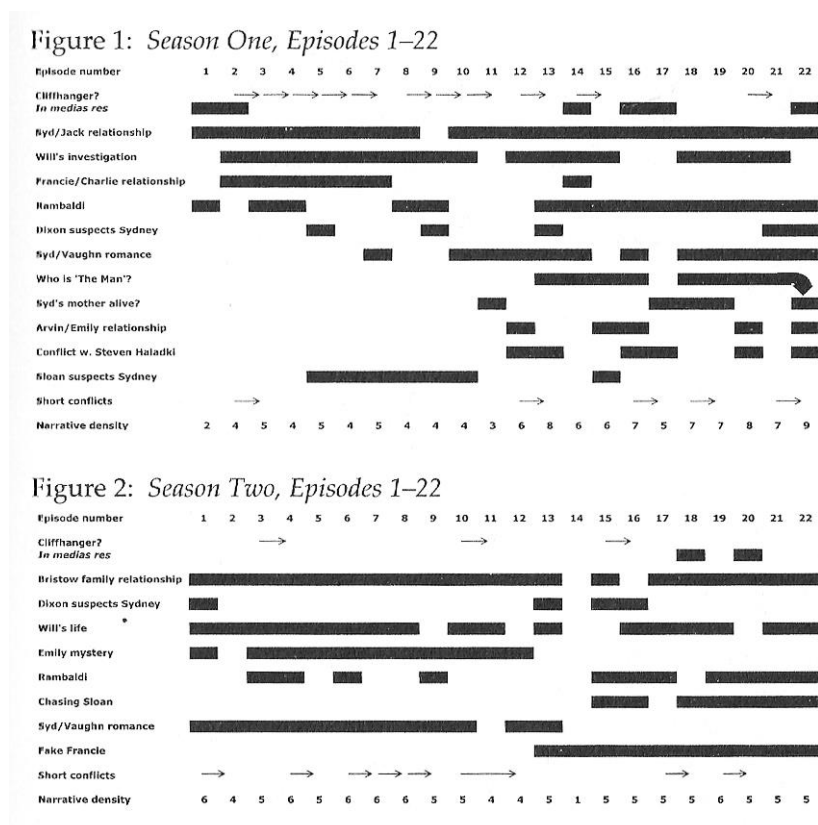 Figure 1: Season One, Episodes 1–22
Episode number 1 2 3 4 5 6 7 8 9 10 11 12 13 14 15 16 17 18 19 20 21 22
Cliffhanger?
In medias res
Syd/Jack relationship
Will's investigation
Francie/Charlie relationship
Rambaldi
Dixon suspects Sydney
Syd/Vaughn romance
Who is 'The Man'?
Syd's mother alive?
Arvin/Emily relationship
Conflict w. Steven Haladki
Sloan suspects Sydney
Short conflicts
Narrative density 2 4 5 4 5 4 5 4 4 4 3 6 8 6 6 7 5 7 7 8 7 9
Figure 2: Season Two, Episodes 1–22
Episode number 1 2 3 4 5 6 7 8 9 10 11 12 13 14 15 16 17 18 19 20 21 22
Cliffhanger?
In medias res
Bristow family relationship
Dixon suspects Sydney
Will's life
Emily mystery
Rambaldi
Chasing Sloan
Syd/Vaughn romance
Fake Francie
Short conflicts
Narrative density 6 4 5 6 5 6 6 6 5 5 4 4 5 1 5 5 5 5 6 5 5 5